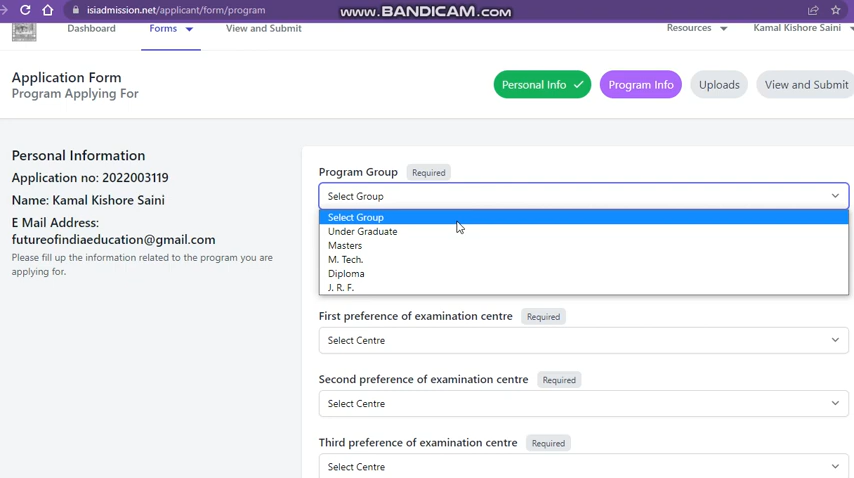 isiadmission.net/applicant/form/program
www.BANDICAM.com
Dashboard
Forms
View and Submit
Resources
Kamal Kishore Saini
Application Form
Program Applying For
Personal Info
Program Info
Uploads
View and Submit
Personal Information
Application no: 2022003119
Name: Kamal Kishore Saini
E Mail Address:
futureofindiaeducation@gmail.com
Please fill up the information related to the program you are
applying for.
Program Group Required
Select Group
Select Group
Under Graduate
Masters
M. Tech.
Diploma
J. R. F.
First preference of examination centre Required
Select Centre
Second preference of examination centre Required
Select Centre
Third preference of examination centre Required
Select Centre